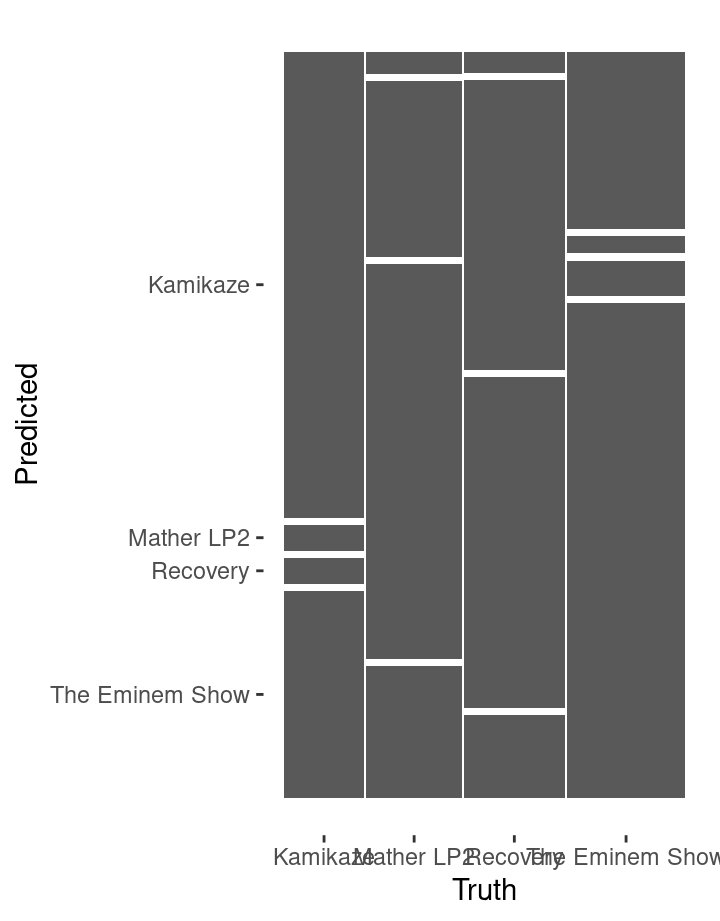 Kamikaze
Mather LP2
Recovery
The Eminem Show
Predicted
Kamikaze Mather LP2 Recovery The Eminem Show
Truth